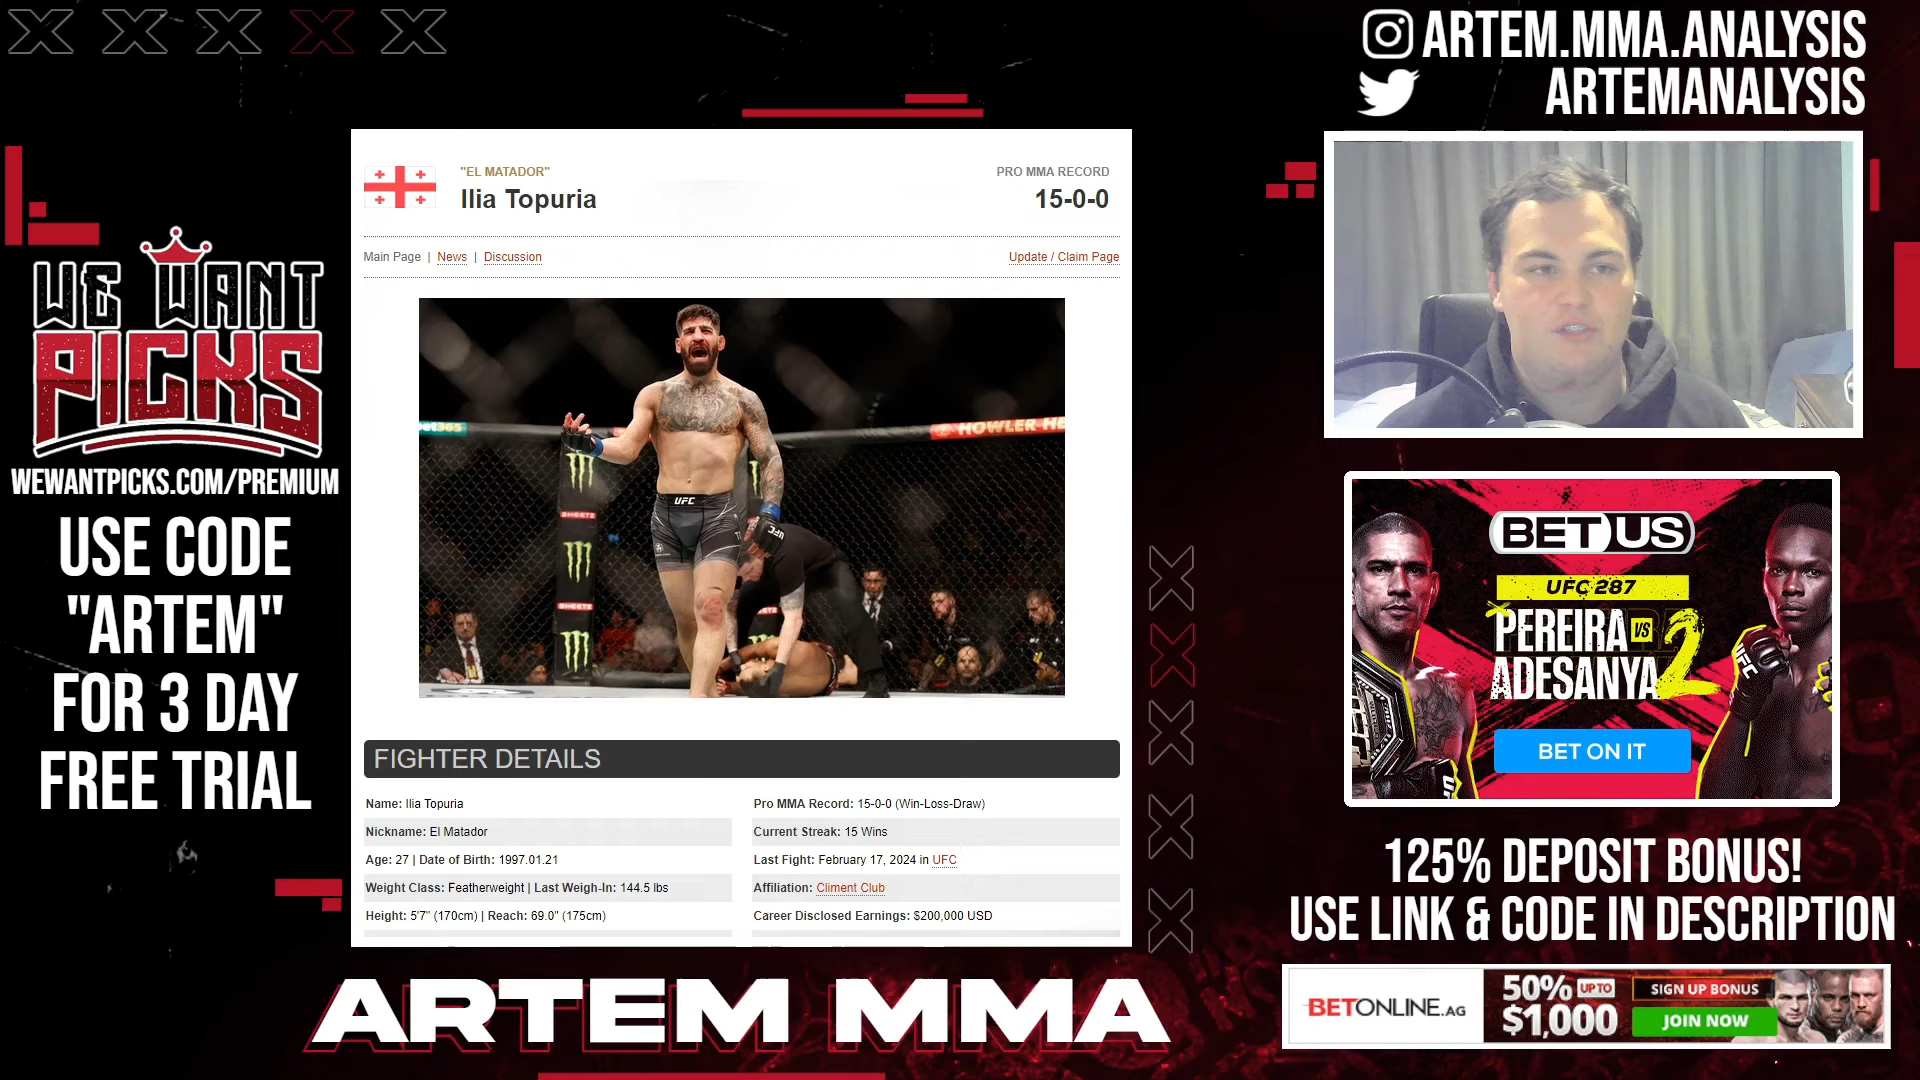 ARTEM.MMA.ANALYSIS
ARTEMANALYSIS
WE WANT
PICKS
WEWANTPICKS.COM/PREMIUM
USE CODE
"ARTEM"
FOR 3 DAY
FREE TRIAL
"EL MATADOR"
Ilia Topuria
PRO MMA RECORD
15-0-0
Main Page | News | Discussion
Update / Claim Page
HOWLER HE
UFC
SHEETZ
SHEETZ
FIGHTER DETAILS
Name: Ilia Topuria
Nickname: El Matador
Age: 27 | Date of Birth: 1997.01.21
Weight Class: Featherweight | Last Weigh-In: 144.5 lbs
Height: 5'7" (170cm) | Reach: 69.0" (175cm)
Pro MMA Record: 15-0-0 (Win-Loss-Draw)
Current Streak: 15 Wins
Last Fight: February 17, 2024 in UFC
Affiliation: Climent Club
Career Disclosed Earnings: $200,000 USD
ARTEM MMA
BETUS
UFC 287
PEREIRA VS
ADESANYA 2
BET ON IT
125% DEPOSIT BONUS!
USE LINK & CODE IN DESCRIPTION
BETONLINE.AG
50% UP TO
$1,000
SIGN UP BONUS
JOIN NOW